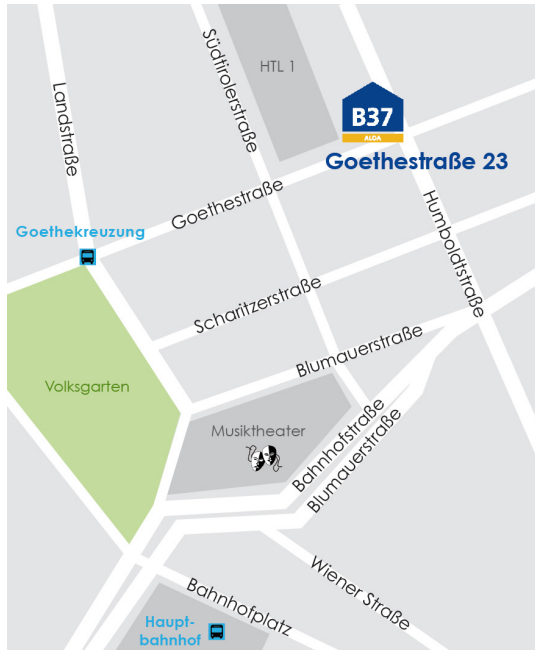 HTL 1
Südtirolerstraße
Landstraße
B37
ALOA
Goethestraße 23
Goethestraße
Humboldtstraße
Goethekreuzung
Scharitzerstraße
Blumauerstraße
Volksgarten
Musiktheater
Bahnhofstraße
Blumauerstraße
Wiener Straße
Bahnhofplatz
Haupt-
bahnhof